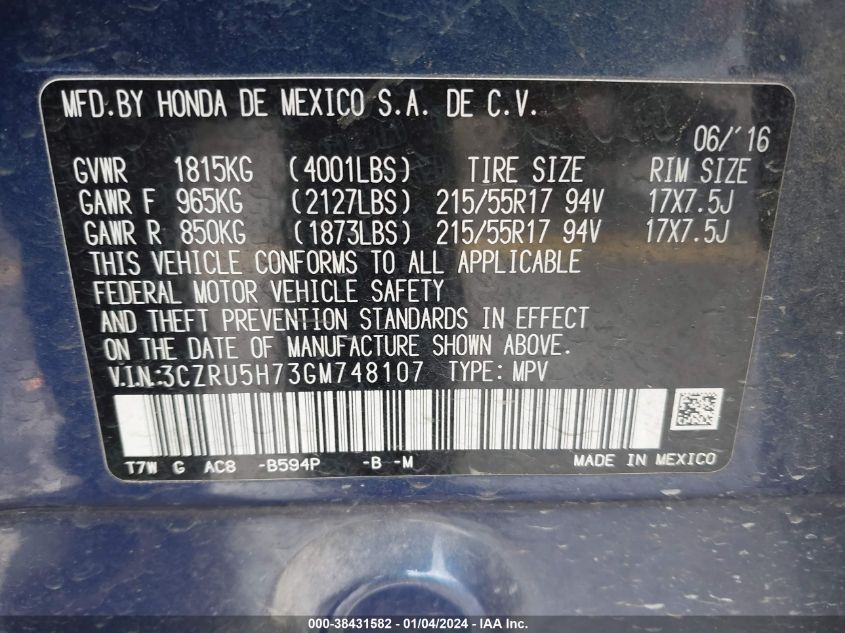 MFD.BY HONDA DE MEXICO S.A. DE C.V.
06/'16
GVWR 1815KG (4001LBS) TIRE SIZE RIM SIZE
GAWR F 965KG (2127LBS) 215/55R17 94V 17X7.5J
GAWR R 850KG (1873LBS) 215/55R17 94V 17X7.5J
THIS VEHICLE CONFORMS TO ALL APPLICABLE
FEDERAL MOTOR VEHICLE SAFETY
AND THEFT PREVENTION STANDARDS IN EFFECT
ON THE DATE OF MANUFACTURE SHOWN ABOVE.
V.I.N:3CZRU5H73GM748107 TYPE: MPV
T7W G AC8 -B594P -B -M MADE IN MEXICO
000-38431582 - 01/04/2024 - IAA Inc.